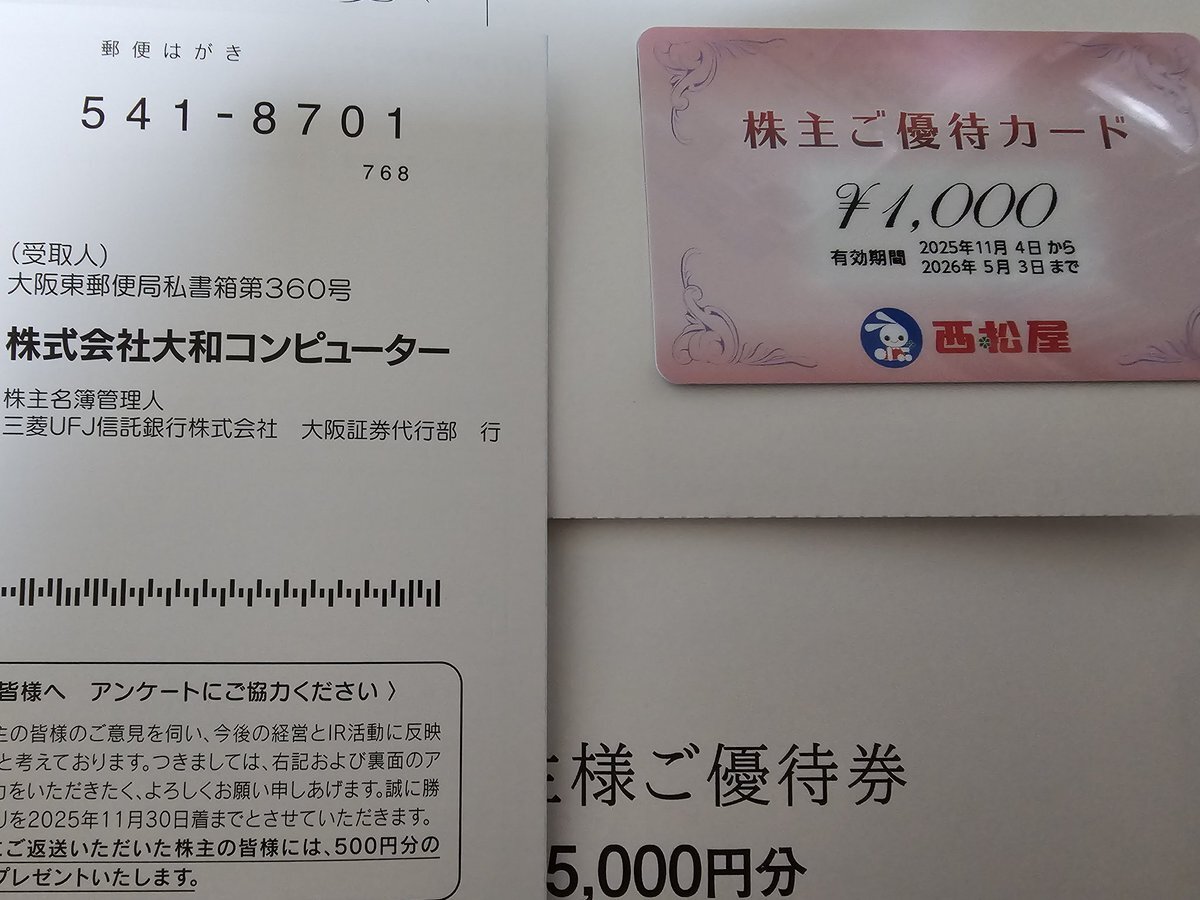 郵便はがき
541-8701
768
（受取人）
大阪東郵便局私書箱第360号
株式会社大和コンピューター
株主名簿管理人
三菱UFJ信託銀行株式会社　大阪証券代行部　行
皆様へ　アンケートにご協力ください 〉
の皆様のご意見を伺い、今後の経営とIR活動に反映
と考えております。つきましては、右記および裏面のア
をいただきたく、よろしくお願い申しあげます。誠に勝
を2025年11月30日着までとさせていただきます。
ご返送いただいた株主の皆様には、500円分の
プレゼントいたします。
株主ご優待カード
¥1,000
有効期間
2025年11月 4日 から
2026年 5月 3日 まで
西松屋
様ご優待券
5,000円分